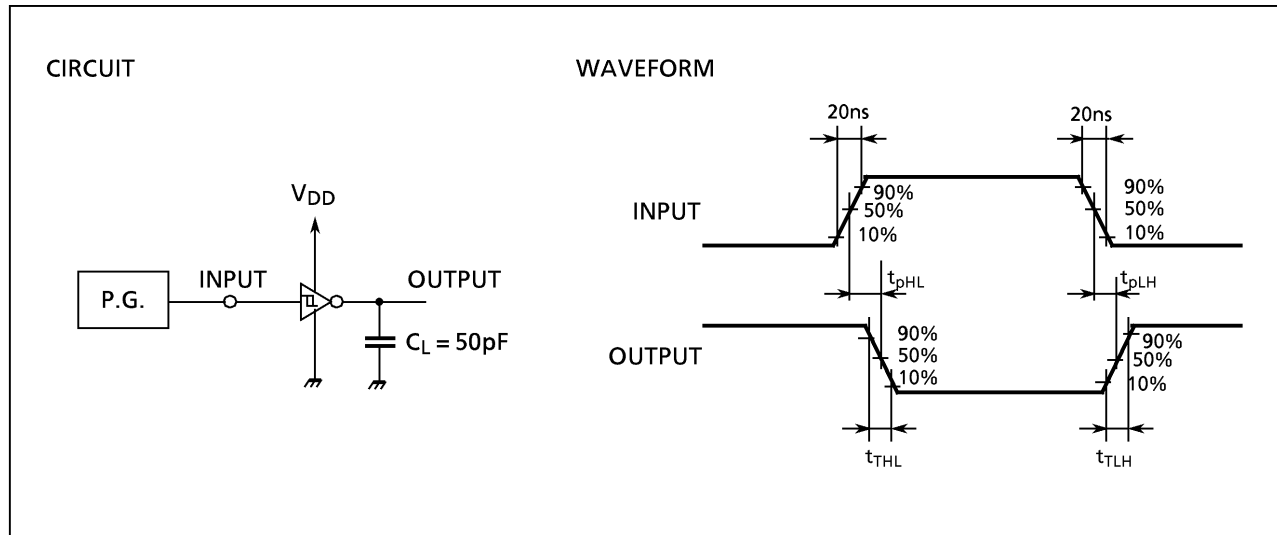 CIRCUIT
V_DD
P.G.
INPUT
OUTPUT
C_L = 50pF
WAVEFORM
20ns
20ns
INPUT
90%
50%
10%
90%
50%
10%
t_pHL
t_pLH
OUTPUT
90%
50%
10%
90%
50%
10%
t_THL
t_TLH